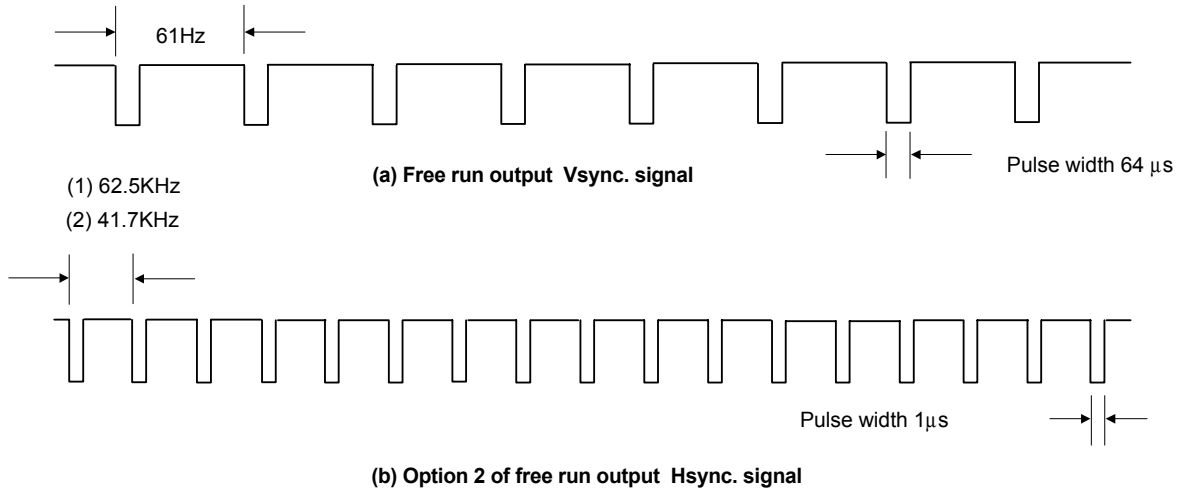 61Hz
(a) Free run output Vsync. signal
Pulse width 64 μs
(1) 62.5KHz
(2) 41.7KHz
Pulse width 1μs
(b) Option 2 of free run output Hsync. signal